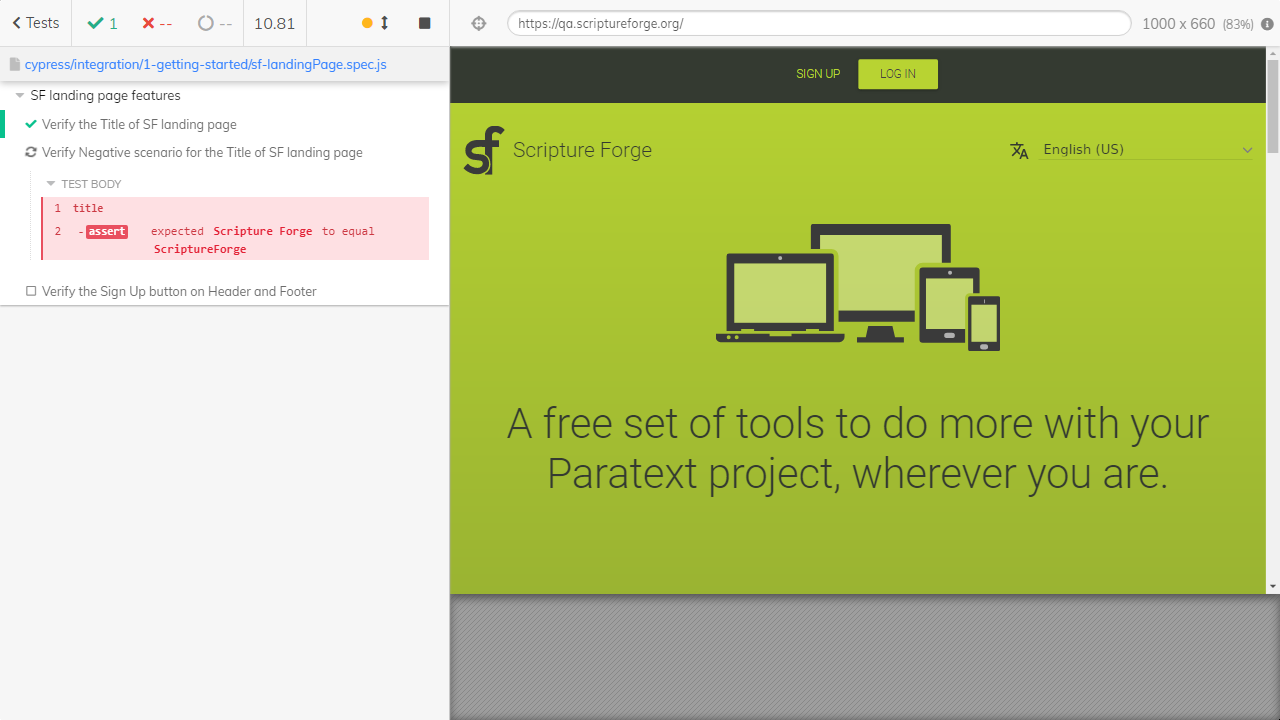 Tests
1
--
--
10.81
https://qa.scriptureforge.org/
1000 x 660 (83%)
cypress/integration/1-getting-started/sf-landingPage.spec.js
SF landing page features
Verify the Title of SF landing page
Verify Negative scenario for the Title of SF landing page
TEST BODY
1 title
2 -assert expected Scripture Forge to equal
ScriptureForge
Verify the Sign Up button on Header and Footer
SIGN UP LOG IN
sf Scripture Forge
English (US)
A free set of tools to do more with your
Paratext project, wherever you are.